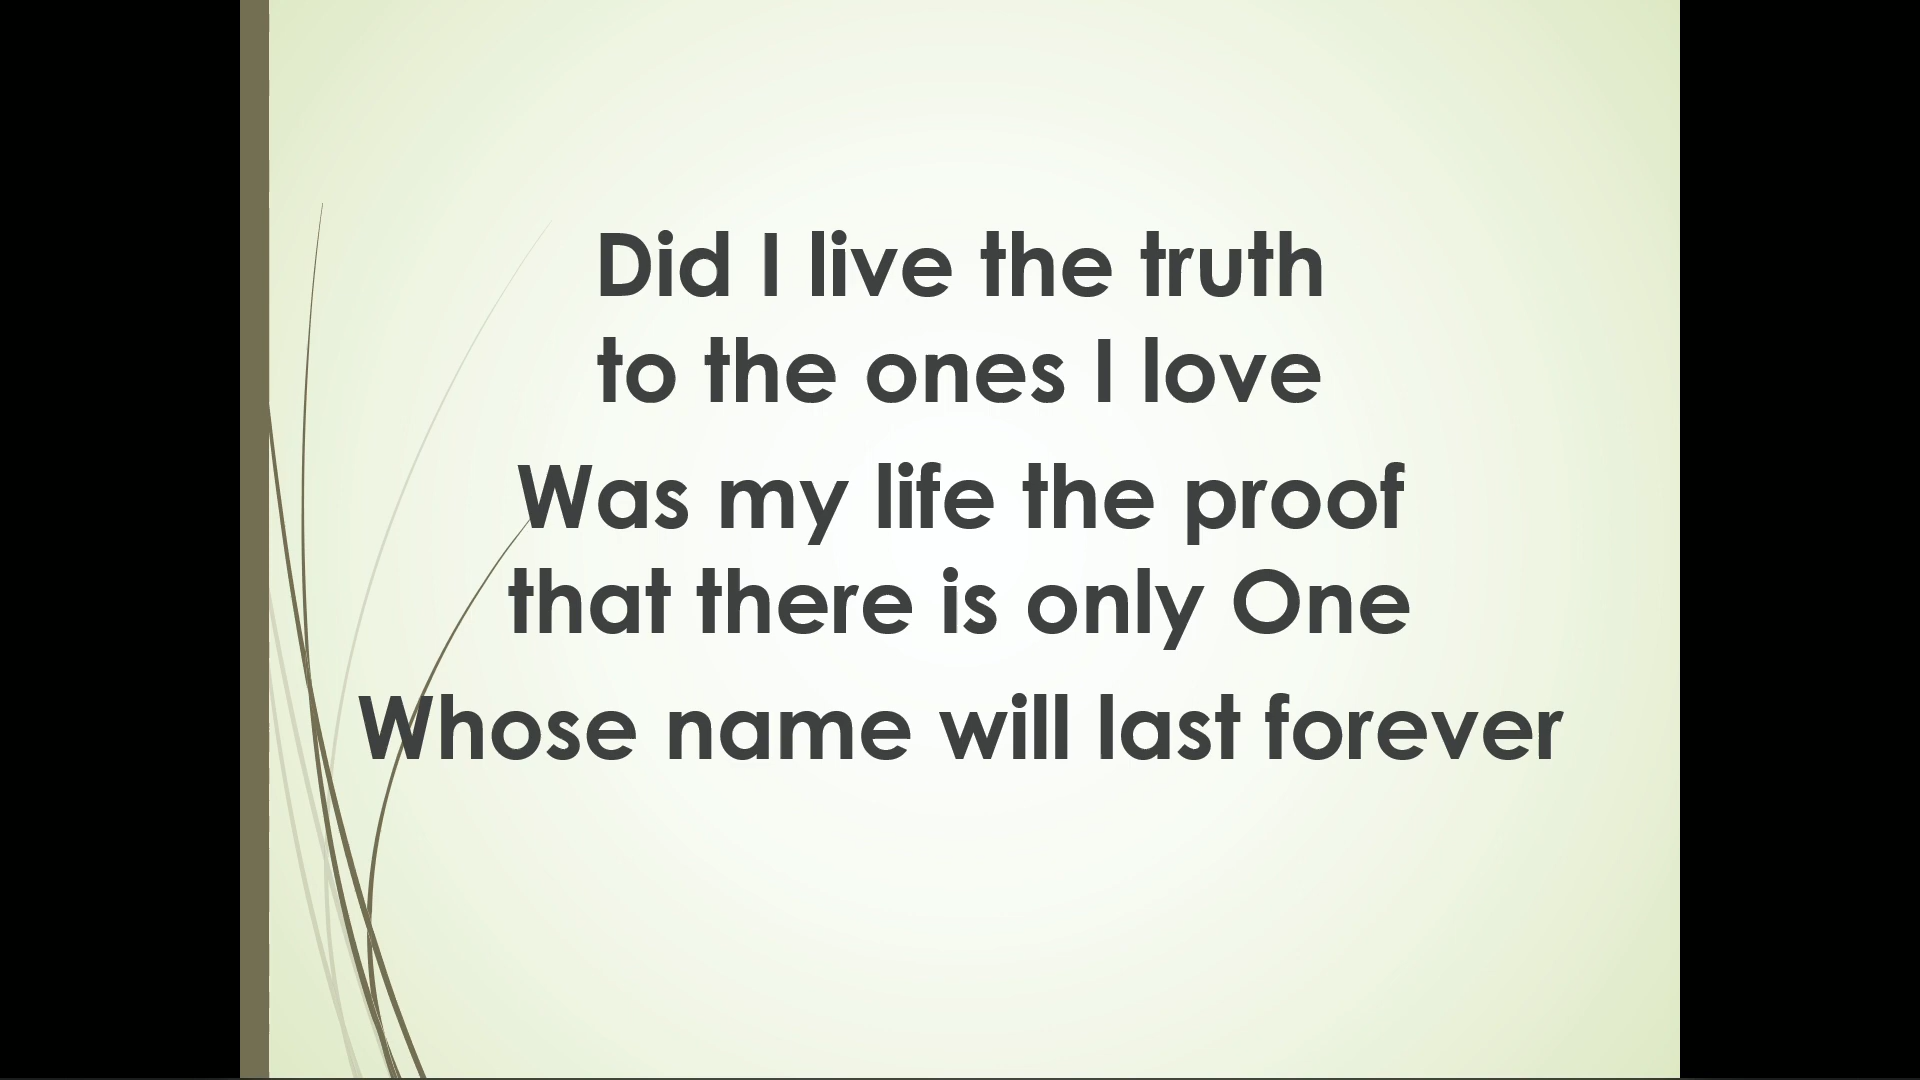 Did I live the truth
to the ones I love
Was my life the proof
that there is only One
Whose name will last forever